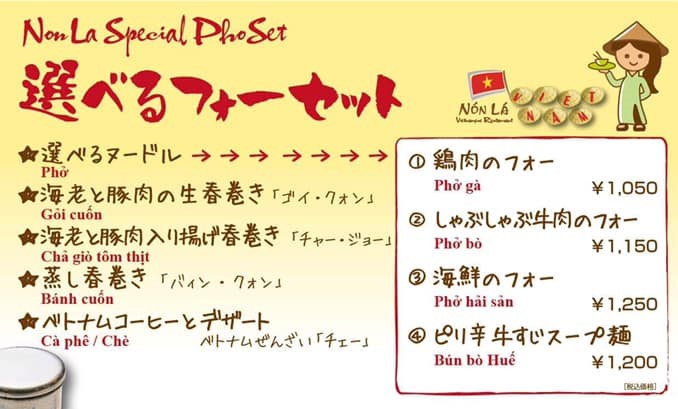 Non La Special Pho Set
選べるフォーセット
NÓN LÁ
Vietnamese Restaurant
VIET
NAM
選べるヌードル →→→→→→→→
Phở
海老と豚肉の生春巻き「ゴイ・クォン」
Gỏi cuốn
海老と豚肉入り揚げ春巻き「チャー・ジョー」
Chả giò tôm thịt
蒸し春巻き「バィン・クォン」
Bánh cuốn
ベトナムコーヒーとデザート
Cà phê / Chè ベトナムぜんざい「チェー」
① 鶏肉のフォー
Phở gà ￥1,050
② しゃぶしゃぶ牛肉のフォー
Phở bò ￥1,150
③ 海鮮のフォー
Phở hải sản ￥1,250
④ ピリ辛牛すじスープ麺
Bún bò Huế ￥1,200
［税込価格］